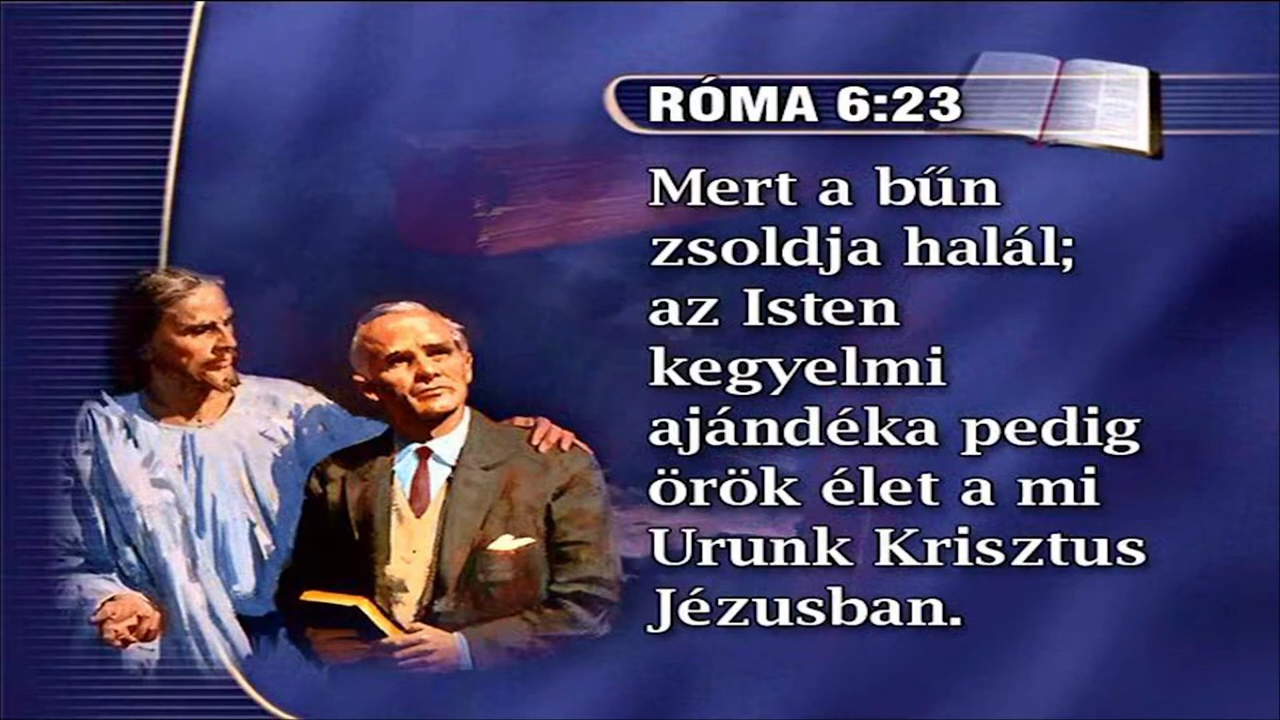 RÓMA 6:23
Mert a bűn
zsoldja halál;
az Isten
kegyelmi
ajándéka pedig
örök élet a mi
Urunk Krisztus
Jézusban.